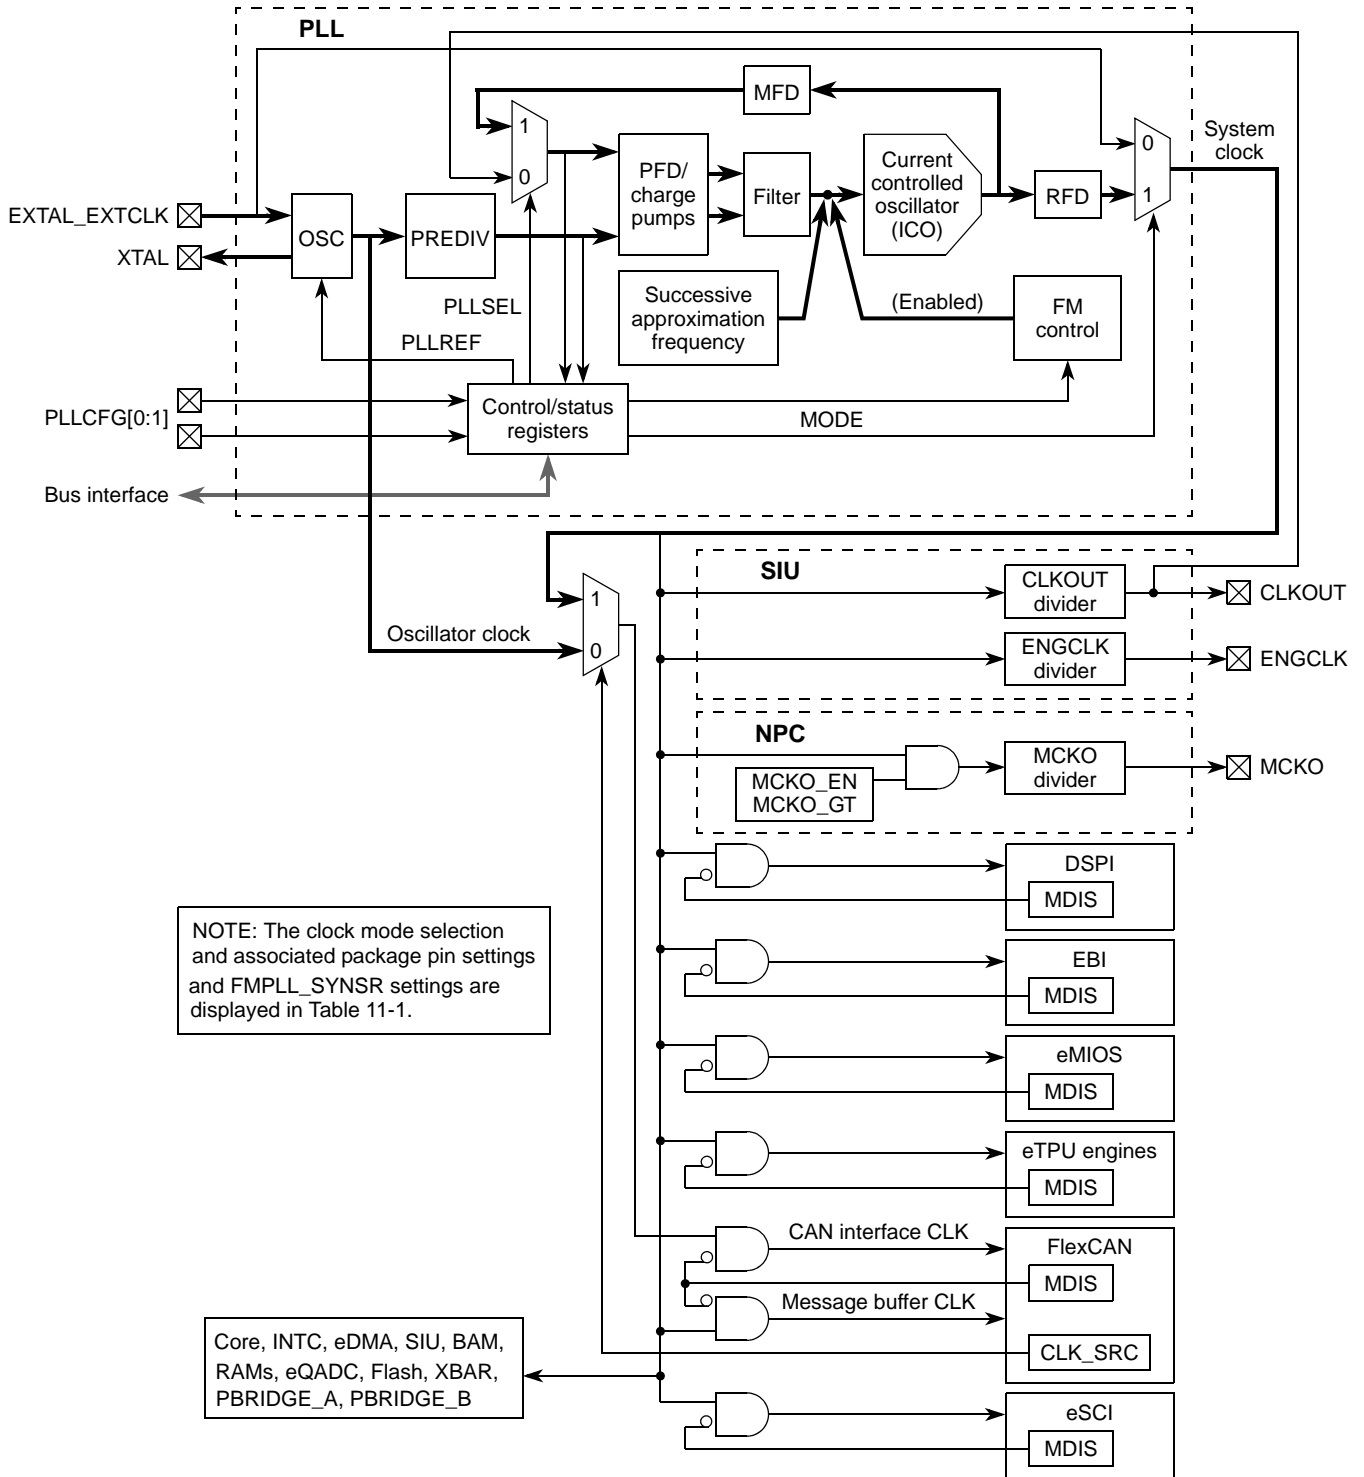 PLL
MFD
1
0
System
clock
0
1
PFD/
charge
pumps
Filter
Current
controlled
oscillator
(ICO)
RFD
EXTAL_EXTCLK
OSC
PREDIV
XTAL
PLLSEL
Successive
approximation
frequency
(Enabled)
FM
control
PLLREF
PLLCFG[0:1]
Control/status
registers
MODE
Bus interface
SIU
CLKOUT
divider
CLKOUT
1
0
Oscillator clock
ENGCLK
divider
ENGCLK
NPC
MCKO_EN
MCKO_GT
MCKO
divider
MCKO
DSPI
MDIS
NOTE: The clock mode selection
and associated package pin settings
and FMPLL_SYNSR settings are
displayed in Table 11-1.
EBI
MDIS
eMIOS
MDIS
eTPU engines
MDIS
CAN interface CLK
FlexCAN
MDIS
Message buffer CLK
CLK_SRC
Core, INTC, eDMA, SIU, BAM,
RAMs, eQADC, Flash, XBAR,
PBRIDGE_A, PBRIDGE_B
eSCI
MDIS